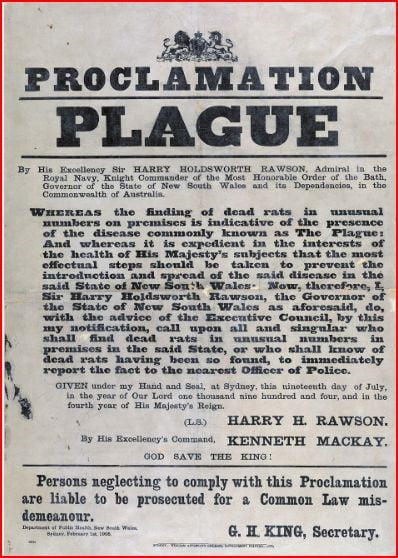 PROCLAMATION
PLAGUE
By His Excellency Sir HARRY HOLDSWORTH RAWSON, Admiral in the
Royal Navy, Knight Commander of the Most Honorable Order of the Bath,
Governor of the State of New South Wales and its Dependencies, in the
Commonwealth of Australia.
WHEREAS the finding of dead rats in unusual
numbers on premises is indicative of the presence
of the disease commonly known as The Plague:
And whereas it is expedient in the interests of
the health of His Majesty's subjects that the most
effectual steps should be taken to prevent the
introduction and spread of the said disease in the
said State of New South Wales: Now, therefore, I,
Sir Harry Holdsworth Rawson, the Governor of
the State of New South Wales as aforesaid, do,
with the advice of the Executive Council, by this
my notification, call upon all and singular who
shall find dead rats in unusual numbers in
premises in the said State, or who shall know of
dead rats having been so found, to immediately
report the fact to the nearest Officer of Police.
GIVEN under my Hand and Seal, at Sydney, this nineteenth day of July,
in the year of Our Lord one thousand nine hundred and four, and in the
fourth year of His Majesty's Reign.
(L.S.) HARRY H. RAWSON.
By His Excellency's Command, KENNETH MACKAY.
GOD SAVE THE KING!
Persons neglecting to comply with this Proclamation
are liable to be prosecuted for a Common Law mis-
demeanour.
Department of Public Health, New South Wales,
Sydney, February 1st, 1905.
G. H. KING, Secretary.